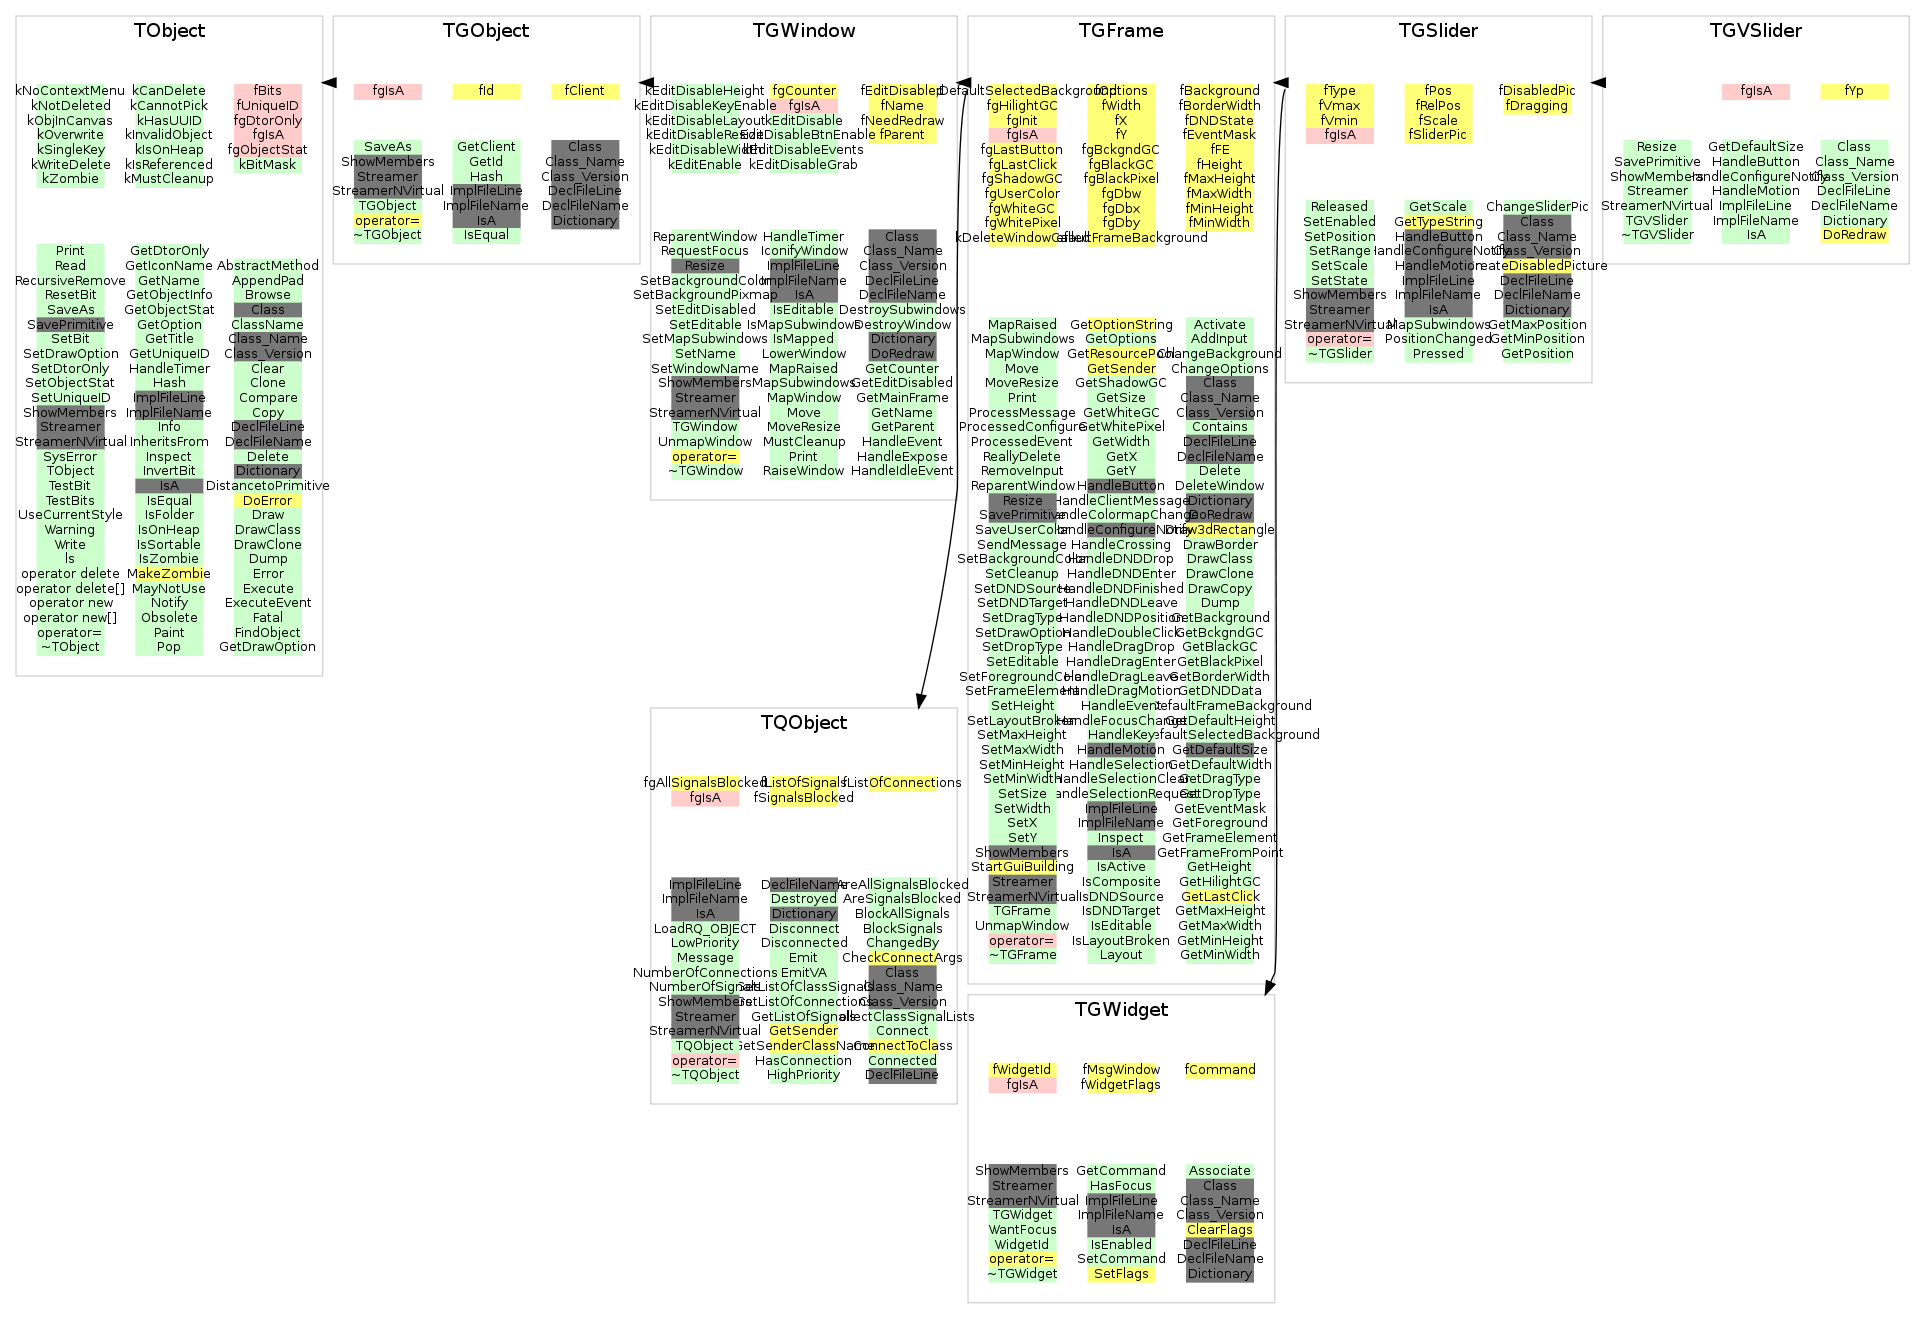 TObject
kNoContextMenu kCanDelete fBits
kNotDeleted kCannotPick fUniqueID
kObjInCanvas kHasUUID fgDtorOnly
kOverwrite kInvalidObject fgIsA
kSingleKey kIsOnHeap fgObjectStat
kWriteDelete kIsReferenced kBitMask
kZombie kMustCleanup
Print GetDtorOnly
Read GetIconName AbstractMethod
RecursiveRemove GetName AppendPad
ResetBit GetObjectInfo Browse
SaveAs GetObjectStat Class
SavePrimitive GetOption ClassName
SetBit GetTitle Class_Name
SetDrawOption GetUniqueID Class_Version
SetDtorOnly HandleTimer Clear
SetObjectStat Hash Clone
SetUniqueID ImplFileLine Compare
ShowMembers ImplFileName Copy
Streamer Info DeclFileLine
StreamerNVirtual InheritsFrom DeclFileName
SysError Inspect Delete
TObject InvertBit Dictionary
TestBit IsA DistancetoPrimitive
TestBits IsEqual DoError
UseCurrentStyle IsFolder Draw
Warning IsOnHeap DrawClass
Write IsSortable DrawClone
ls IsZombie Dump
operator delete MakeZombie Error
operator delete[] MayNotUse Execute
operator new Notify ExecuteEvent
operator new[] Obsolete Fatal
operator= Paint FindObject
~TObject Pop GetDrawOption
TGObject
fgIsA fId fClient
SaveAs GetClient Class
ShowMembers GetId Class_Name
Streamer Hash Class_Version
StreamerNVirtual ImplFileLine DeclFileLine
TGObject ImplFileName DeclFileName
operator= IsA Dictionary
~TGObject IsEqual
TGWindow
kEditDisableHeight fgCounter fEditDisabled
kEditDisableKeyEnable fgIsA fName
kEditDisableLayout kEditDisable fNeedRedraw
kEditDisableResize kEditDisableBtnEnable fParent
kEditDisableWidth kEditDisableEvents
kEditEnable kEditDisableGrab
ReparentWindow HandleTimer Class
RequestFocus IconifyWindow Class_Name
Resize ImplFileLine Class_Version
SetBackgroundColor ImplFileName DeclFileLine
SetBackgroundPixmap IsA DeclFileName
SetEditDisabled IsEditable DestroySubwindows
SetEditable IsMapSubwindows DestroyWindow
SetMapSubwindows IsMapped Dictionary
SetName LowerWindow DoRedraw
SetWindowName MapRaised GetCounter
ShowMembers MapSubwindows GetEditDisabled
Streamer MapWindow GetMainFrame
StreamerNVirtual Move GetName
TGWindow MoveResize GetParent
UnmapWindow MustCleanup HandleEvent
operator= Print HandleExpose
~TGWindow RaiseWindow HandleIdleEvent
TGFrame
fOptions fBackground
fgHilightGC fWidth fBorderWidth
fgInit fX fDNDState
fgIsA fY fEventMask
fgLastButton fgBckgndGC fFE
fgLastClick fgBlackGC fHeight
fgShadowGC fgBlackPixel fMaxHeight
fgUserColor fgDbw fMaxWidth
fgWhiteGC fgDbx fMinHeight
fgWhitePixel fgDby fMinWidth
MapRaised GetOptionString Activate
MapSubwindows GetOptions AddInput
MapWindow GetResourcePool ChangeBackground
Move GetSender ChangeOptions
MoveResize GetShadowGC Class
Print GetSize Class_Name
ProcessMessage GetWhiteGC Class_Version
ProcessedConfigure GetWhitePixel Contains
ProcessedEvent GetWidth DeclFileLine
ReallyDelete GetX DeclFileName
RemoveInput GetY Delete
ReparentWindow HandleButton DeleteWindow
Resize HandleClientMessage Dictionary
SavePrimitive HandleColormapChange DoRedraw
SaveUserColor HandleConfigureNotify Draw3dRectangle
SendMessage HandleCrossing DrawBorder
SetBackgroundColor HandleDNDDrop DrawClass
SetCleanup HandleDNDEnter DrawClone
SetDNDSource HandleDNDFinished DrawCopy
SetDNDTarget HandleDNDLeave Dump
SetDragType HandleDNDPosition GetBackground
SetDrawOption HandleDoubleClick GetBckgndGC
SetDropType HandleDragDrop GetBlackGC
SetEditable HandleDragEnter GetBlackPixel
SetForegroundColor HandleDragLeave GetBorderWidth
SetFrameElement HandleDragMotion GetDNDData
SetHeight HandleEvent GetDefaultFrameBackground
SetLayoutBroken HandleFocusChange GetDefaultHeight
SetMaxHeight HandleKey GetDefaultSelectedBackground
SetMaxWidth HandleMotion GetDefaultSize
SetMinHeight HandleSelection GetDefaultWidth
SetMinWidth HandleSelectionClear GetDragType
SetSize HandleSelectionRequest GetDropType
SetWidth ImplFileLine GetEventMask
SetX ImplFileName GetForeground
SetY Inspect GetFrameElement
ShowMembers IsA GetFrameFromPoint
StartGuiBuilding IsActive GetHeight
Streamer IsComposite GetHilightGC
StreamerNVirtual IsDNDSource GetLastClick
TGFrame IsDNDTarget GetMaxHeight
UnmapWindow IsEditable GetMaxWidth
operator= IsLayoutBroken GetMinHeight
~TGFrame Layout GetMinWidth
TGSlider
fType fPos fDisabledPic
fVmax fRelPos fDragging
fVmin fScale
fgIsA fSliderPic
Released GetScale ChangeSliderPic
SetEnabled GetTypeString Class
SetPosition HandleButton Class_Name
SetRange HandleConfigureNotify Class_Version
SetScale HandleMotion CreateDisabledPicture
SetState ImplFileLine DeclFileLine
ShowMembers ImplFileName DeclFileName
Streamer IsA Dictionary
StreamerNVirtual MapSubwindows GetMaxPosition
operator= PositionChanged GetMinPosition
~TGSlider Pressed GetPosition
TGVSlider
fgIsA fYp
Resize GetDefaultSize Class
SavePrimitive HandleButton Class_Name
ShowMembers HandleConfigureNotify Class_Version
Streamer HandleMotion DeclFileLine
StreamerNVirtual ImplFileLine DeclFileName
TGVSlider ImplFileName Dictionary
~TGVSlider IsA DoRedraw
TQObject
fgAllSignalsBlocked fListOfSignals fListOfConnections
fgIsA fSignalsBlocked
ImplFileLine DeclFileName AreAllSignalsBlocked
ImplFileName Destroyed AreSignalsBlocked
IsA Dictionary BlockAllSignals
LoadRQ_OBJECT Disconnect BlockSignals
LowPriority Disconnected ChangedBy
Message Emit CheckConnectArgs
NumberOfConnections EmitVA Class
NumberOfSignals GetListOfClassSignals Class_Name
ShowMembers GetListOfConnections Class_Version
Streamer GetListOfSignals CollectClassSignalLists
StreamerNVirtual GetSender Connect
TQObject GetSenderClassName ConnectToClass
operator= HasConnection Connected
~TQObject HighPriority DeclFileLine
TGWidget
fWidgetId fMsgWindow fCommand
fgIsA fWidgetFlags
ShowMembers GetCommand Associate
Streamer HasFocus Class
StreamerNVirtual ImplFileLine Class_Name
TGWidget ImplFileName Class_Version
WantFocus IsA ClearFlags
WidgetId IsEnabled DeclFileLine
operator= SetCommand DeclFileName
~TGWidget SetFlags Dictionary